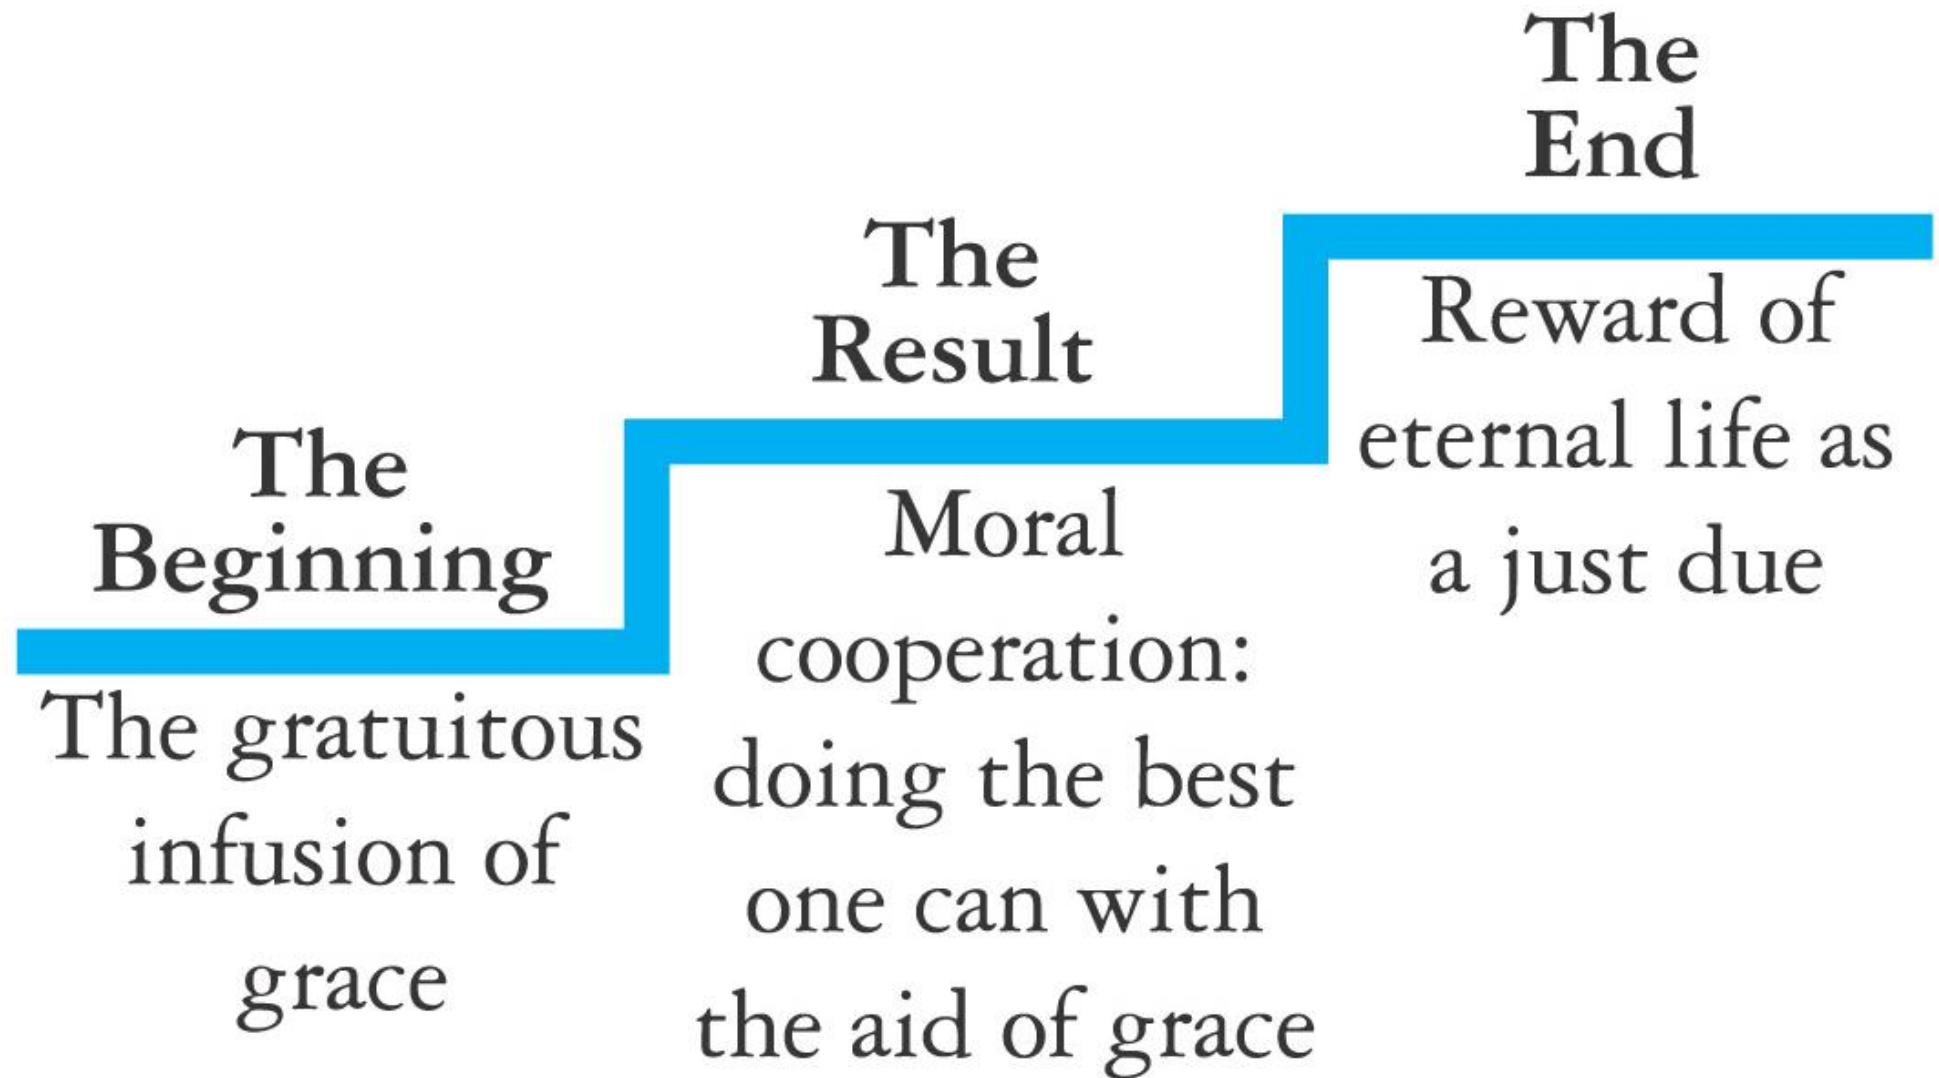 The
Beginning
The gratuitous
infusion of
grace
The
Result
Moral
cooperation:
doing the best
one can with
the aid of grace
The
End
Reward of
eternal life as
a just due